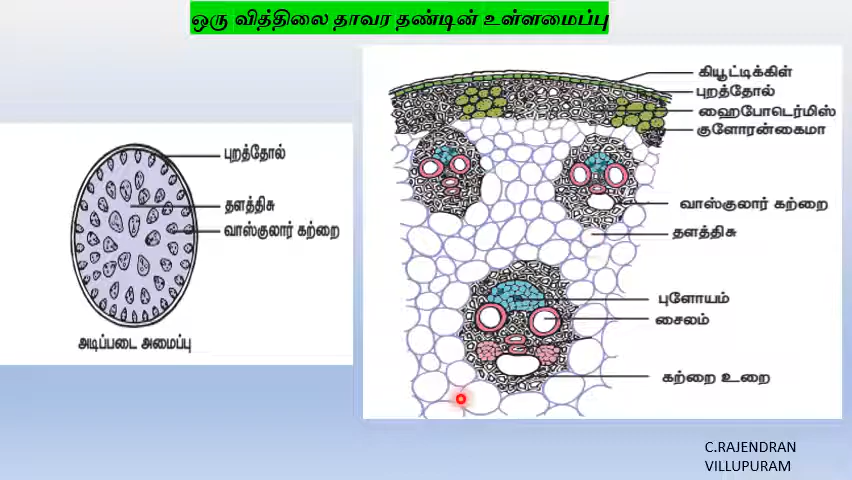 ஒரு வித்திலை தாவர தண்டின் உள்ளமைப்பு
புறத்தோல்
தளத்திசு
வாஸ்குலார் கற்றை
அடிப்படை அமைப்பு
கியூட்டிக்கிள்
புறத்தோல்
ஹைபோடெர்மிஸ்
குளோரன்கைமா
வாஸ்குலார் கற்றை
தளத்திசு
புளோயம்
சைலம்
கற்றை உறை
C.RAJENDRAN
VILLUPURAM